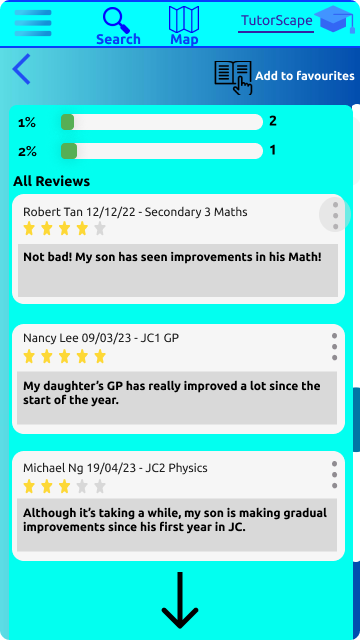 Search
Map
TutorScape
Add to favourites
1% 2
2% 1
All Reviews
Robert Tan 12/12/22 - Secondary 3 Maths
Not bad! My son has seen improvements in his Math!
Nancy Lee 09/03/23 - JC1 GP
My daughter’s GP has really improved a lot since the
start of the year.
Michael Ng 19/04/23 - JC2 Physics
Although it’s taking a while, my son is making gradual
improvements since his first year in JC.